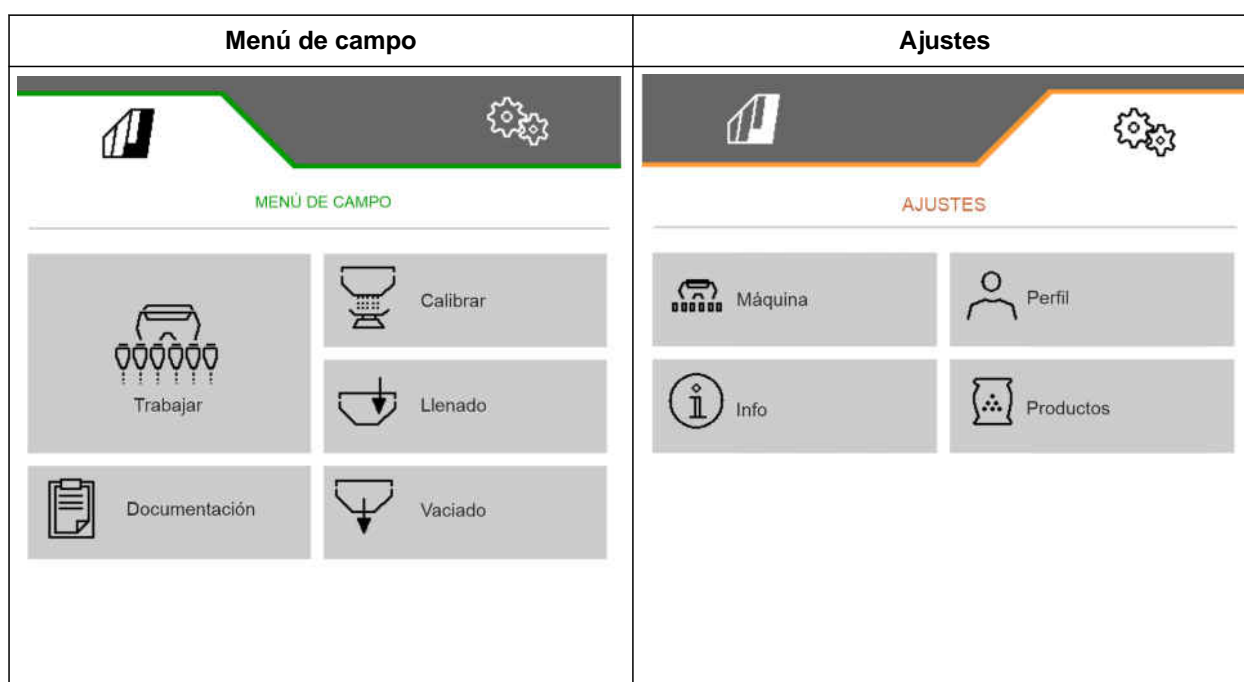 Menú de campo
Ajustes
MENÚ DE CAMPO
AJUSTES
Calibrar
Trabajar
Llenado
Documentación
Vaciado
Máquina
Perfil
Info
Productos